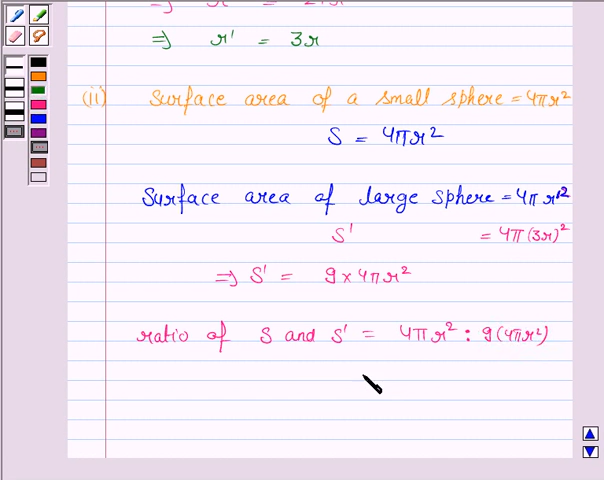 ⇒ r' = 3r
(ii) Surface area of a small sphere = 4πr²
S = 4πr²
Surface area of large sphere = 4πr'²
S' = 4π(3r)²
⇒ S' = 9 × 4πr²
ratio of S and S' = 4πr² : 9(4πr²)